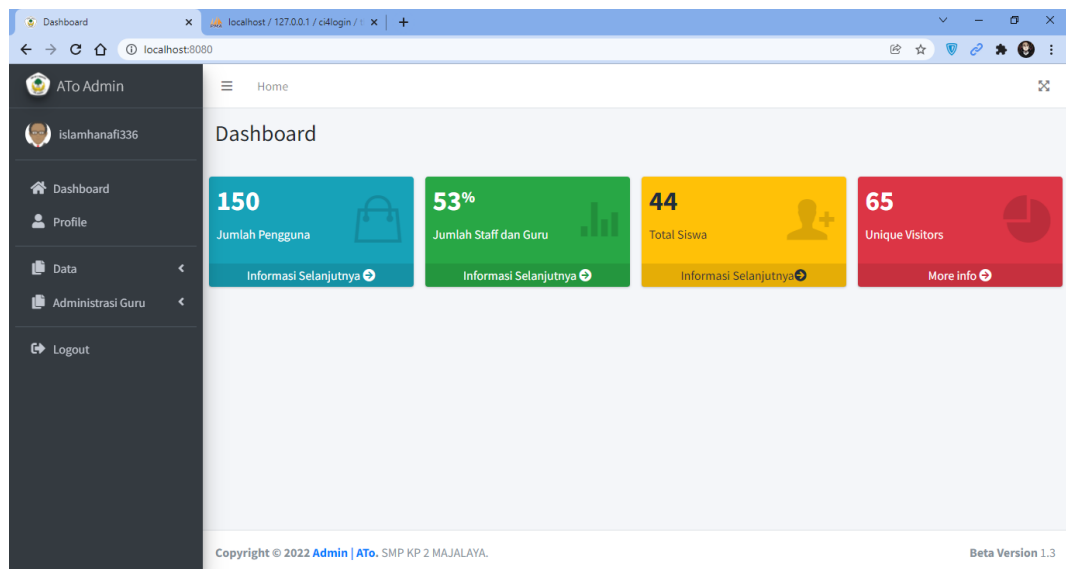 Dashboard
localhost / 127.0.0.1 / ci4login /
localhost:8080
ATo Admin
Home
islamhanafi336
Dashboard
Dashboard
Profile
Data
Administrasi Guru
Logout
150
Jumlah Pengguna
Informasi Selanjutnya
53%
Jumlah Staff dan Guru
Informasi Selanjutnya
44
Total Siswa
Informasi Selanjutnya
65
Unique Visitors
More info
Copyright © 2022 Admin | ATo. SMP KP 2 MAJALAYA.
Beta Version 1.3